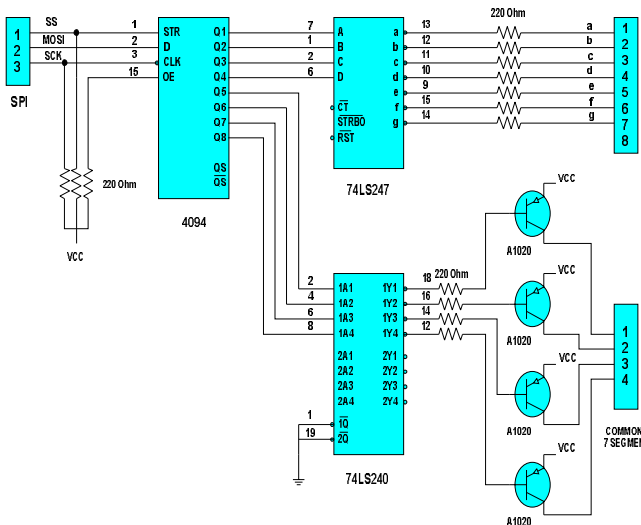 SS
MOSI
SCK
1
2
3
SPI
1
2
3
15
STR
D
CLK
OE
Q1
Q2
Q3
Q4
Q5
Q6
Q7
Q8
QS
QS
4094
220 Ohm
VCC
7
1
2
6
A
B
C
D
CT
STRBO
RST
a
b
c
d
e
f
g
74LS247
13
12
11
10
9
15
14
220 Ohm
a
b
c
d
e
f
g
1
2
3
4
5
6
7
8
2
4
6
8
1
19
1A1
1A2
1A3
1A4
2A1
2A2
2A3
2A4
1Q
2Q
1Y1
1Y2
1Y3
1Y4
2Y1
2Y2
2Y3
2Y4
74LS240
18
16
14
12
220 Ohm
VCC
A1020
VCC
A1020
VCC
A1020
VCC
A1020
1
2
3
4
COMMON
7 SEGMEN